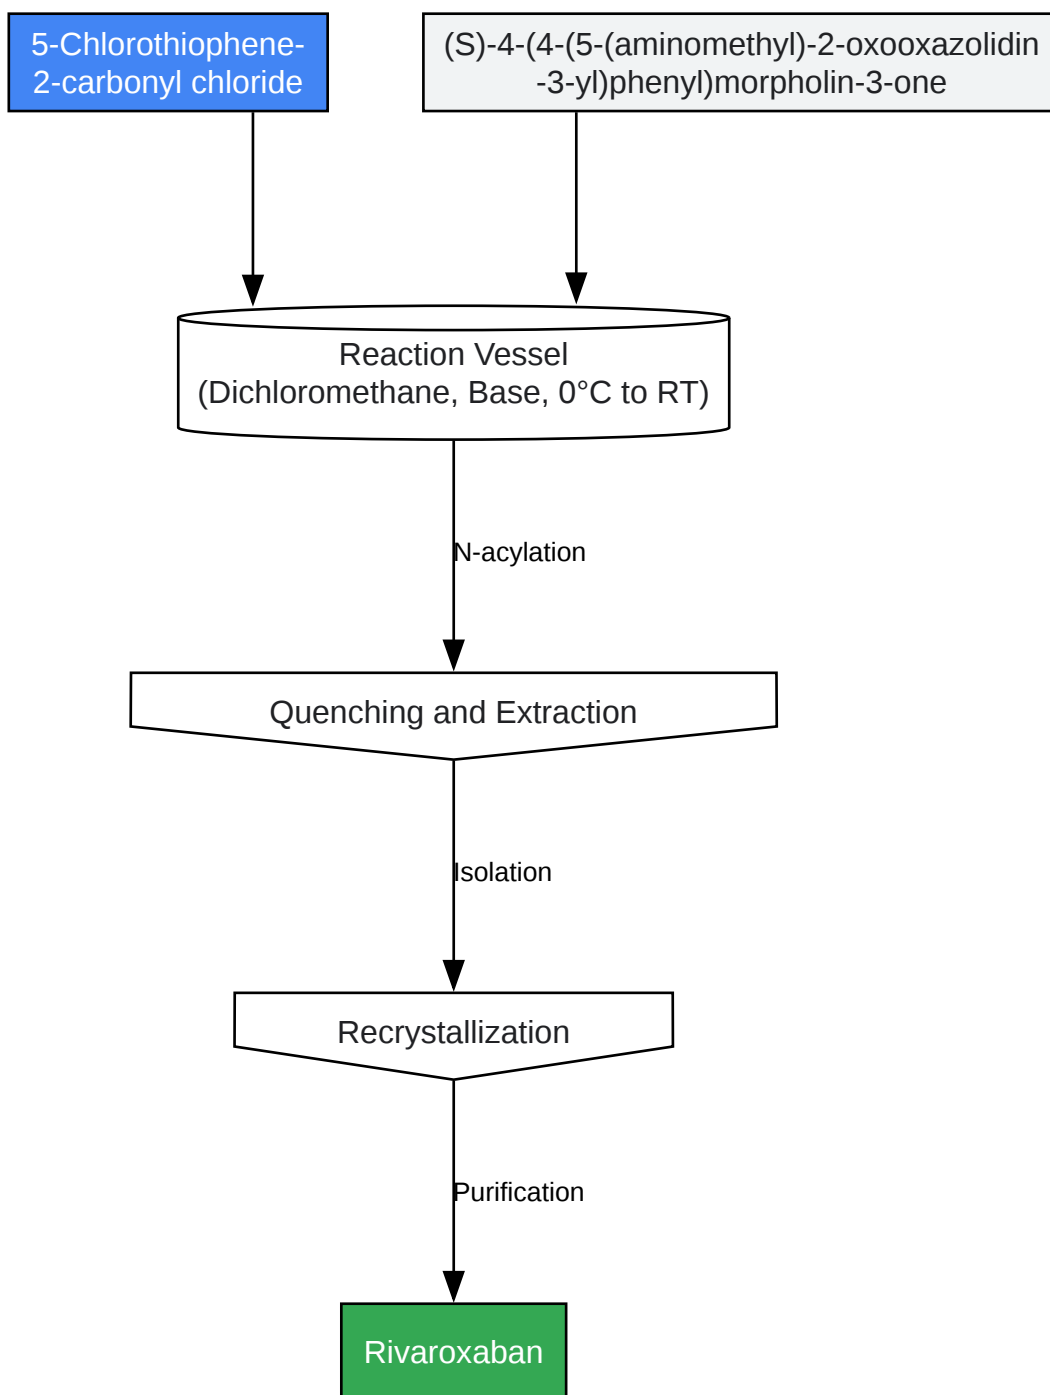 5-Chlorothiophene-
2-carbonyl chloride
(S)-4-(4-(5-(aminomethyl)-2-oxooxazolidin
-3-yl)phenyl)morpholin-3-one
Reaction Vessel
(Dichloromethane, Base, 0°C to RT)
N-acylation
Quenching and Extraction
Isolation
Recrystallization
Purification
Rivaroxaban